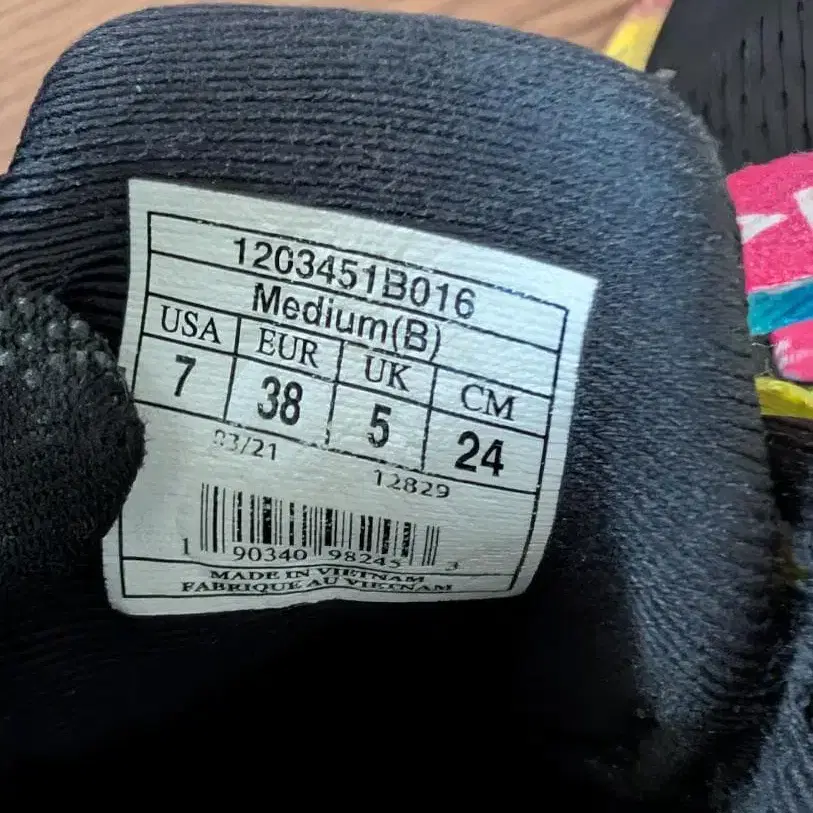 1203451B016
Medium(B)
USA EUR UK CM
7 38 5 24
03/21
12829
1 90340 98245 3
MADE IN VIETNAM
FABRIQUE AU VIETNAM